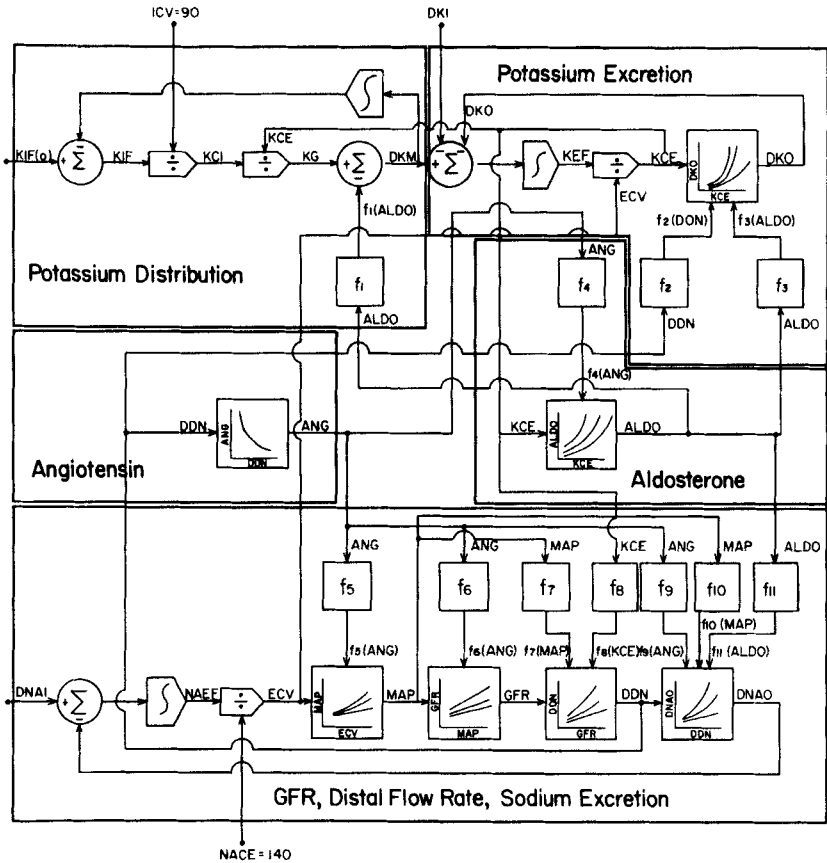 ICV=90
DKI
Potassium Excretion
DKO
KCE
KIF(o)
+
Σ
−
KIF
÷
KCI
÷
KG
+
Σ
−
DKM
+
Σ
−
−
∫
KEF
÷
KCE
DKO
KCE
DKO
ECV
f1(ALDO)
f2(DON)
f3(ALDO)
Potassium Distribution
f1
ANG
f4
f2
f3
ALDO
DDN
ALDO
f4(ANG)
DDN
ANG
DDN
ANG
KCE
ALDO
KCE
ALDO
Angiotensin
Aldosterone
ANG
ANG
MAP
KCE
ANG
MAP
ALDO
f5
f6
f7
f8
f9
f10
f11
f10(MAP)
f5(ANG)
f6(ANG)
f7(MAP)
f8(KCE)
f9(ANG)
f11(ALDO)
DNAI
+
Σ
−
∫
NAEF
÷
ECV
MAP
ECV
MAP
GFR
MAP
GFR
DDN
GFR
DDN
DNAO
DDN
DNAO
GFR, Distal Flow Rate, Sodium Excretion
NACE=140